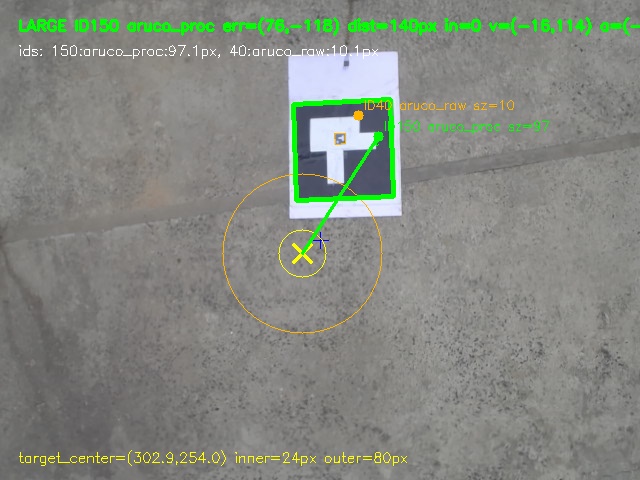 LARGE ID150 aruco_proc err=(75,-118) dist=140px in=0 v=(-16,114) a=(-
ids: 150:aruco_proc:97.1px, 40:aruco_raw:10.1px
ID40 aruco_raw sz=10
ID150 aruco_proc sz=97
target_center=(302.9,254.0) inner=24px outer=80px